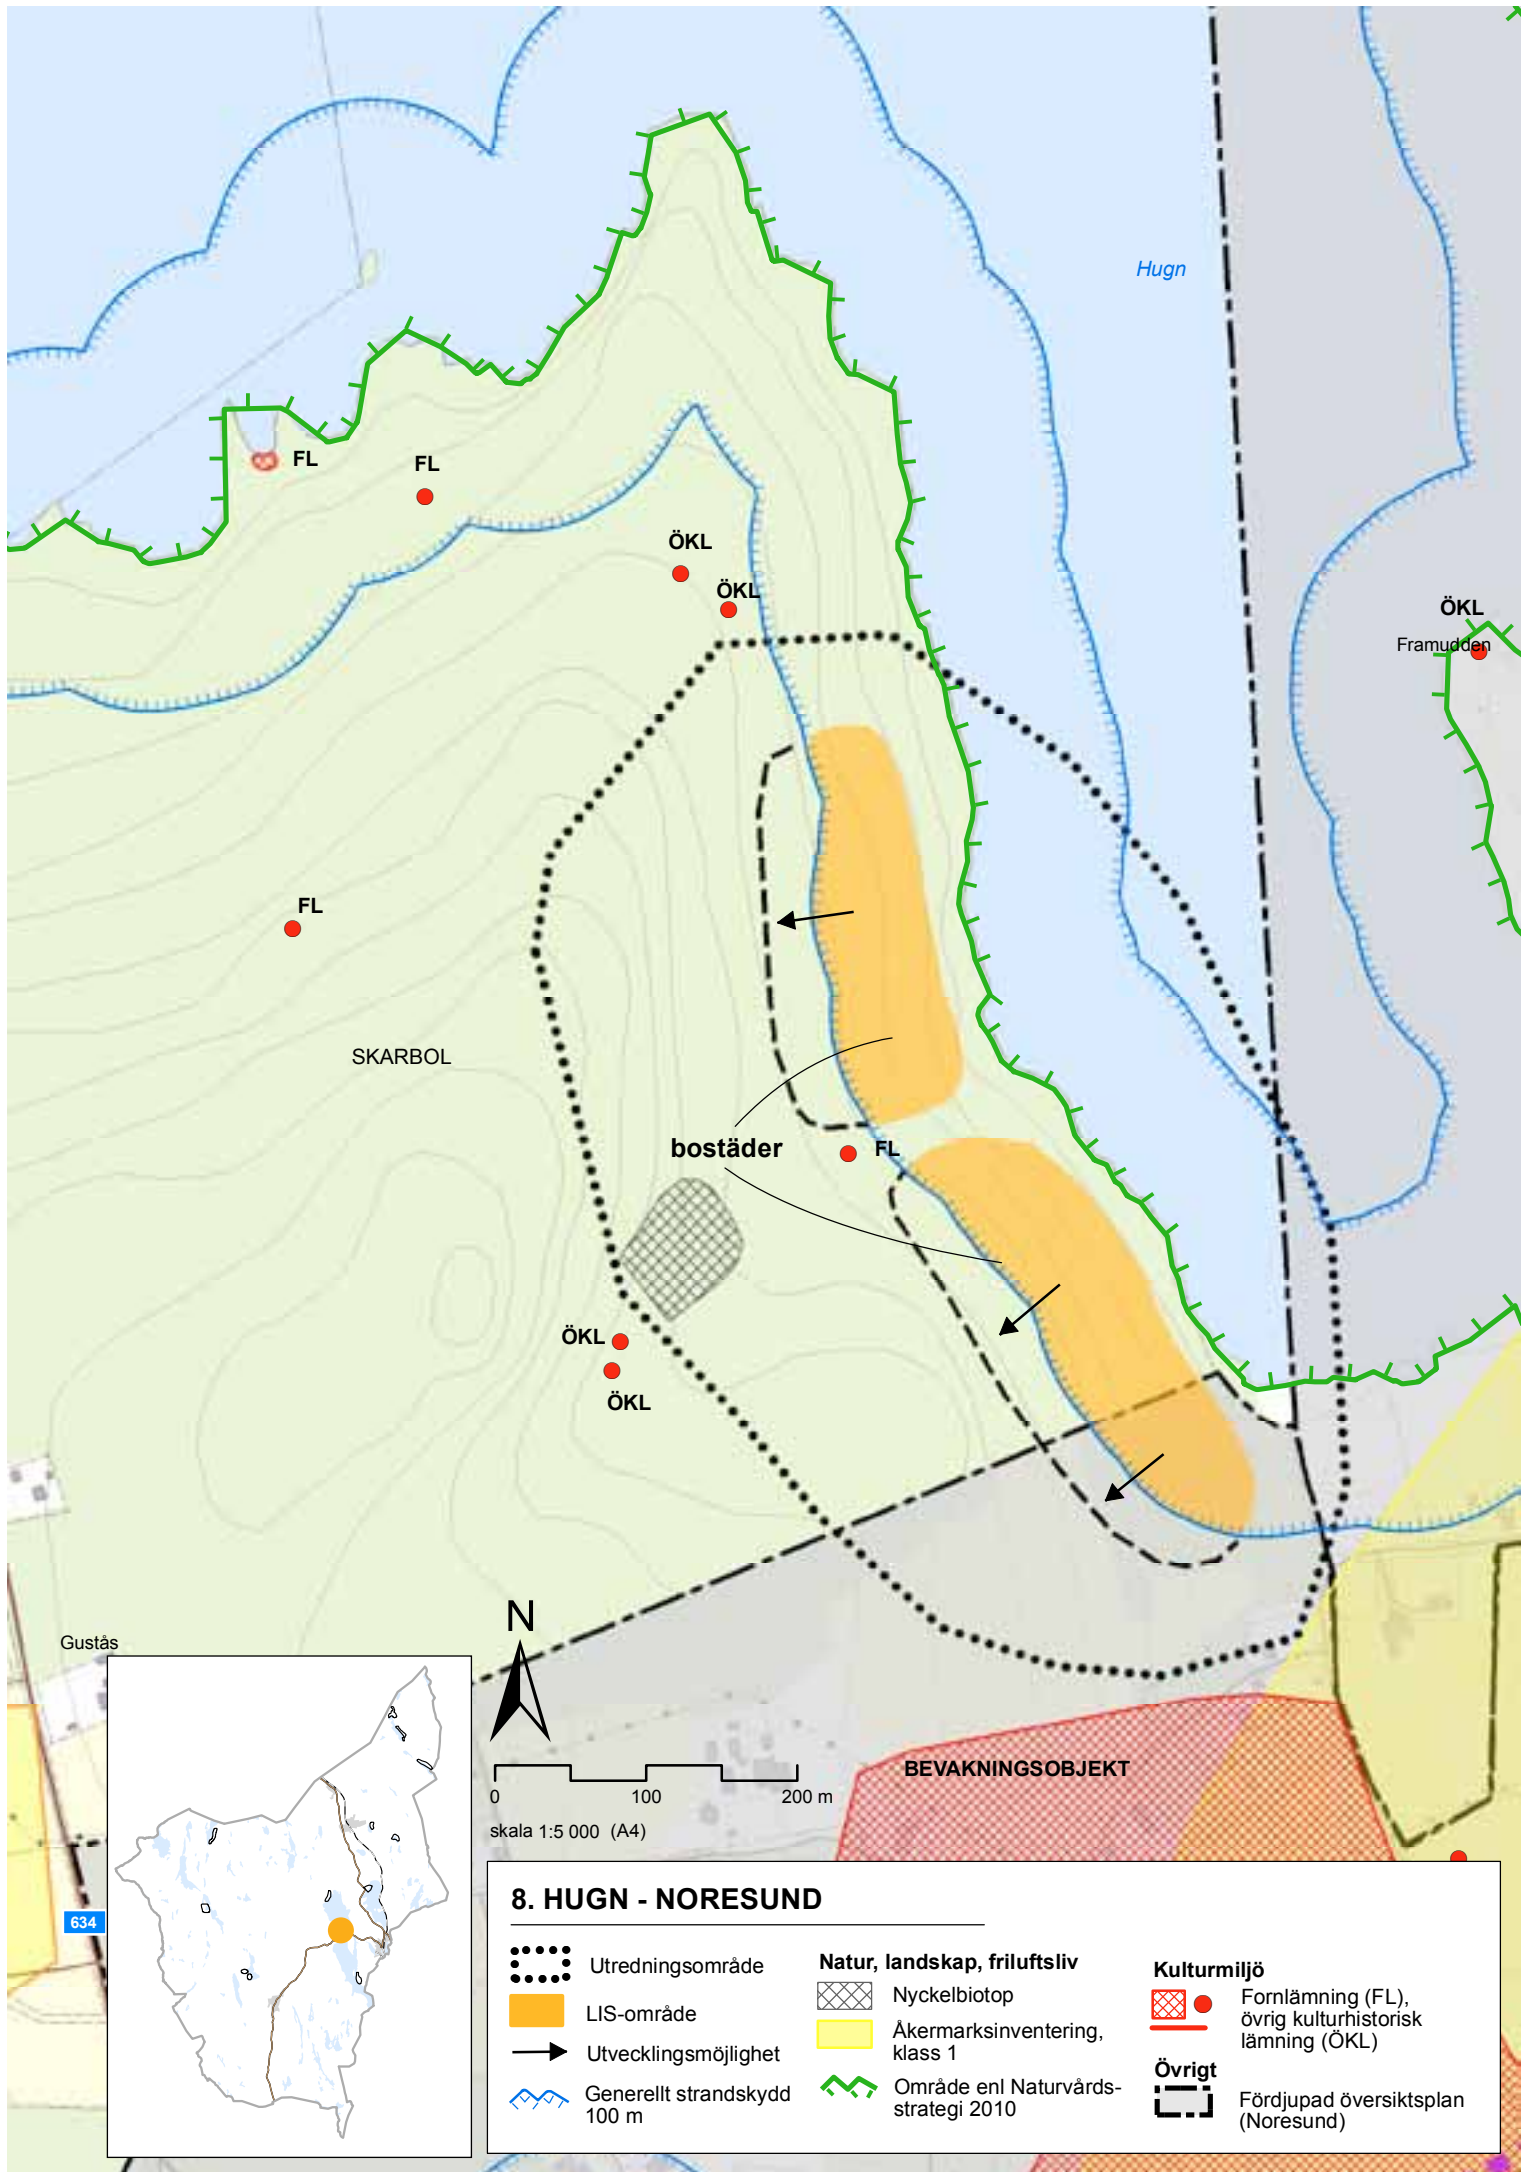 Hugn
FL
FL
ÖKL
ÖKL
ÖKL
Framudden
FL
SKARBOL
bostäder
FL
ÖKL
ÖKL
Gustås
N
BEVAKNINGSOBJEKT
0 100 200 m
skala 1:5 000 (A4)
634
8. HUGN - NORESUND
Utredningsområde
LIS-område
Utvecklingsmöjlighet
Generellt strandskydd
100 m
Natur, landskap, friluftsliv
Nyckelbiotop
Åkermarksinventering,
klass 1
Område enl Naturvårds-
strategi 2010
Kulturmiljö
Fornlämning (FL),
övrig kulturhistorisk
lämning (ÖKL)
Övrigt
Fördjupad översiktsplan
(Noresund)